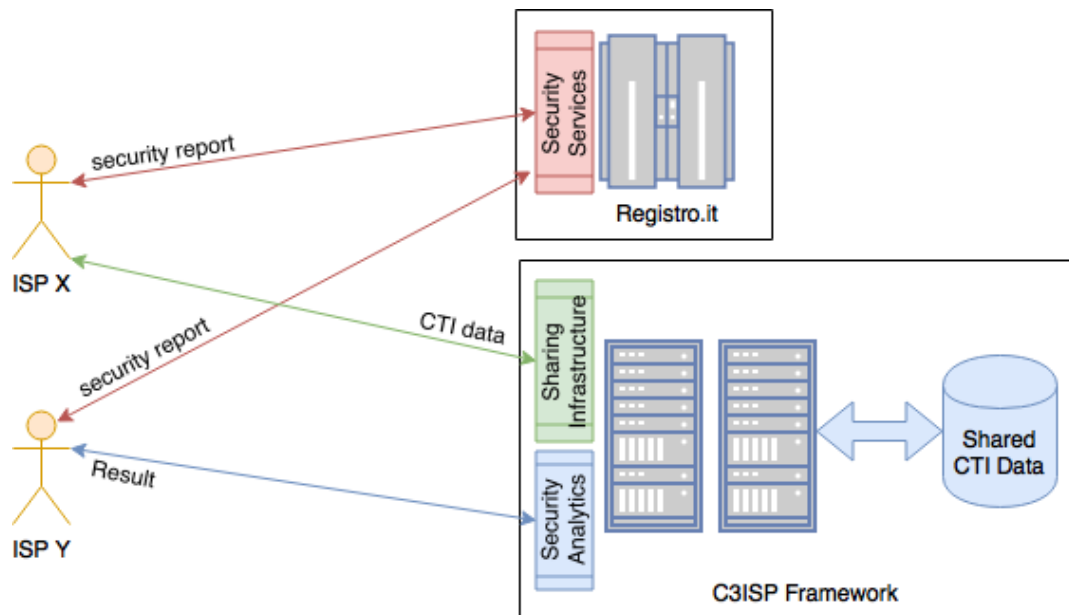 Security
Services
Registro.it
security report
ISP X
CTI data
security report
Sharing
Infrastructure
Shared
CTI Data
Result
ISP Y
Security
Analytics
C3ISP Framework